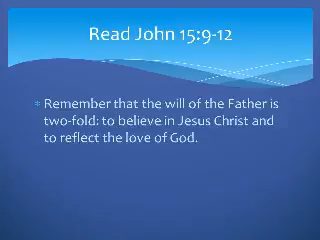 Read John 15:9-12
* Remember that the will of the Father is
two-fold: to believe in Jesus Christ and
to reflect the love of God.